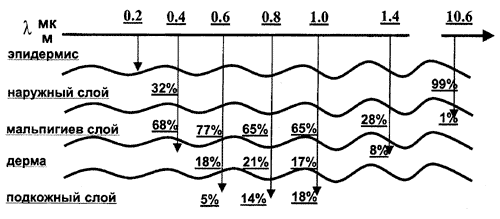 0.2 0.4 0.6 0.8 1.0 1.4 10.6
λ мк
м
эпидермис
наружный слой 32% 99%
мальпигиев слой 68% 77% 65% 65% 28% 1%
дерма 18% 21% 17% 8%
подкожный слой 5% 14% 18%